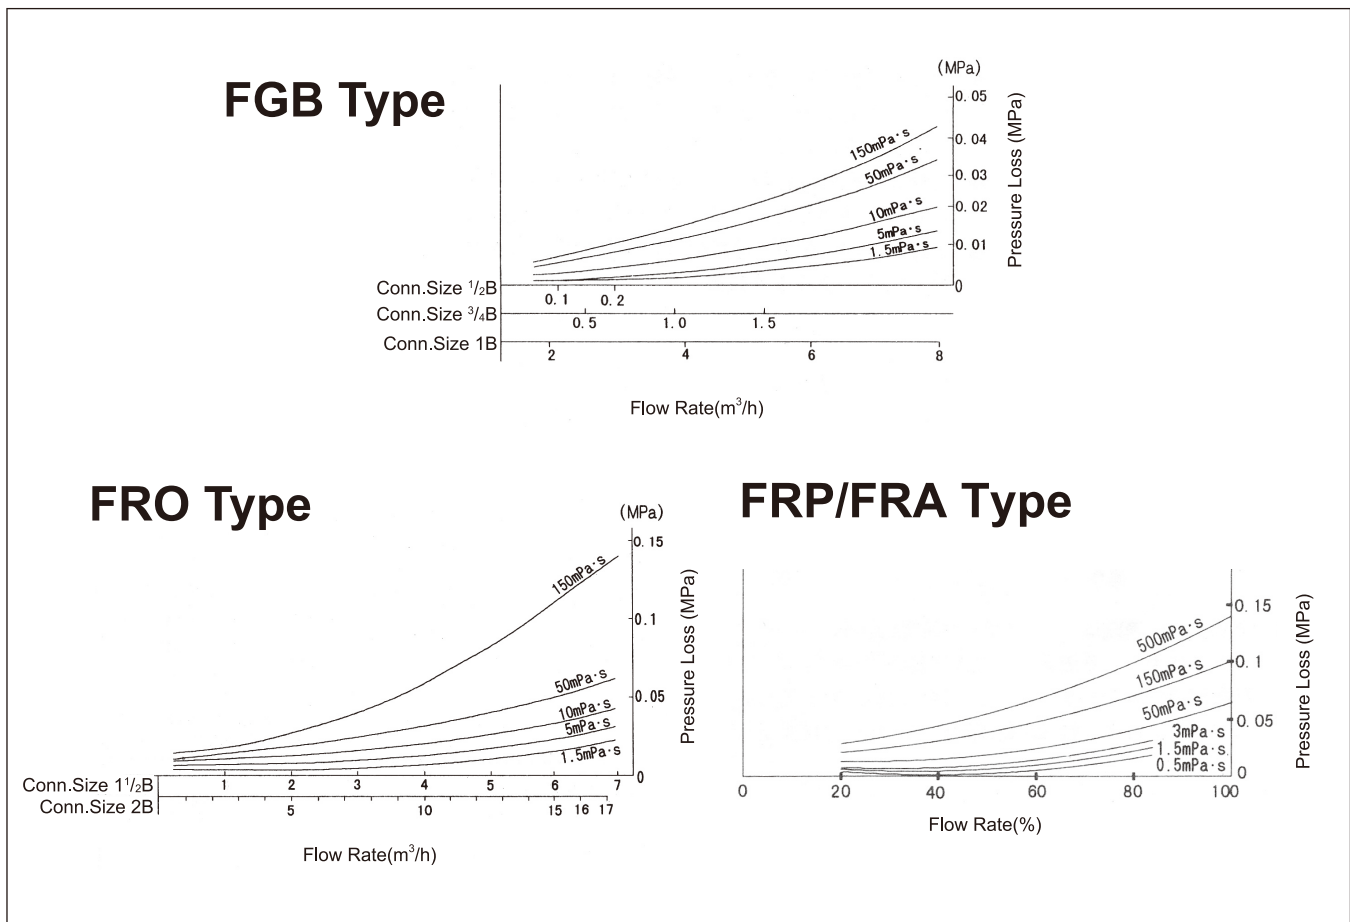 FGB Type
(MPa)
0.05
0.04
0.03
0.02
0.01
0
Pressure Loss (MPa)
150mPa·s
50mPa·s
10mPa·s
5mPa·s
1.5mPa·s
Conn.Size 1/2B
0.1 0.2
Conn.Size 3/4B
0.5 1.0 1.5
Conn.Size 1B
2 4 6 8
Flow Rate(m³/h)
FRO Type
(MPa)
0.15
0.1
0.05
0
Pressure Loss (MPa)
150mPa·s
50mPa·s
10mPa·s
5mPa·s
1.5mPa·s
Conn.Size 1 1/2B
1 2 3 4 5 6 7
Conn.Size 2B
5 10 15 16 17
Flow Rate(m³/h)
FRP/FRA Type
0.15
0.1
0.05
0
Pressure Loss (MPa)
500mPa·s
150mPa·s
50mPa·s
3mPa·s
1.5mPa·s
0.5mPa·s
0 20 40 60 80 100
Flow Rate(%)